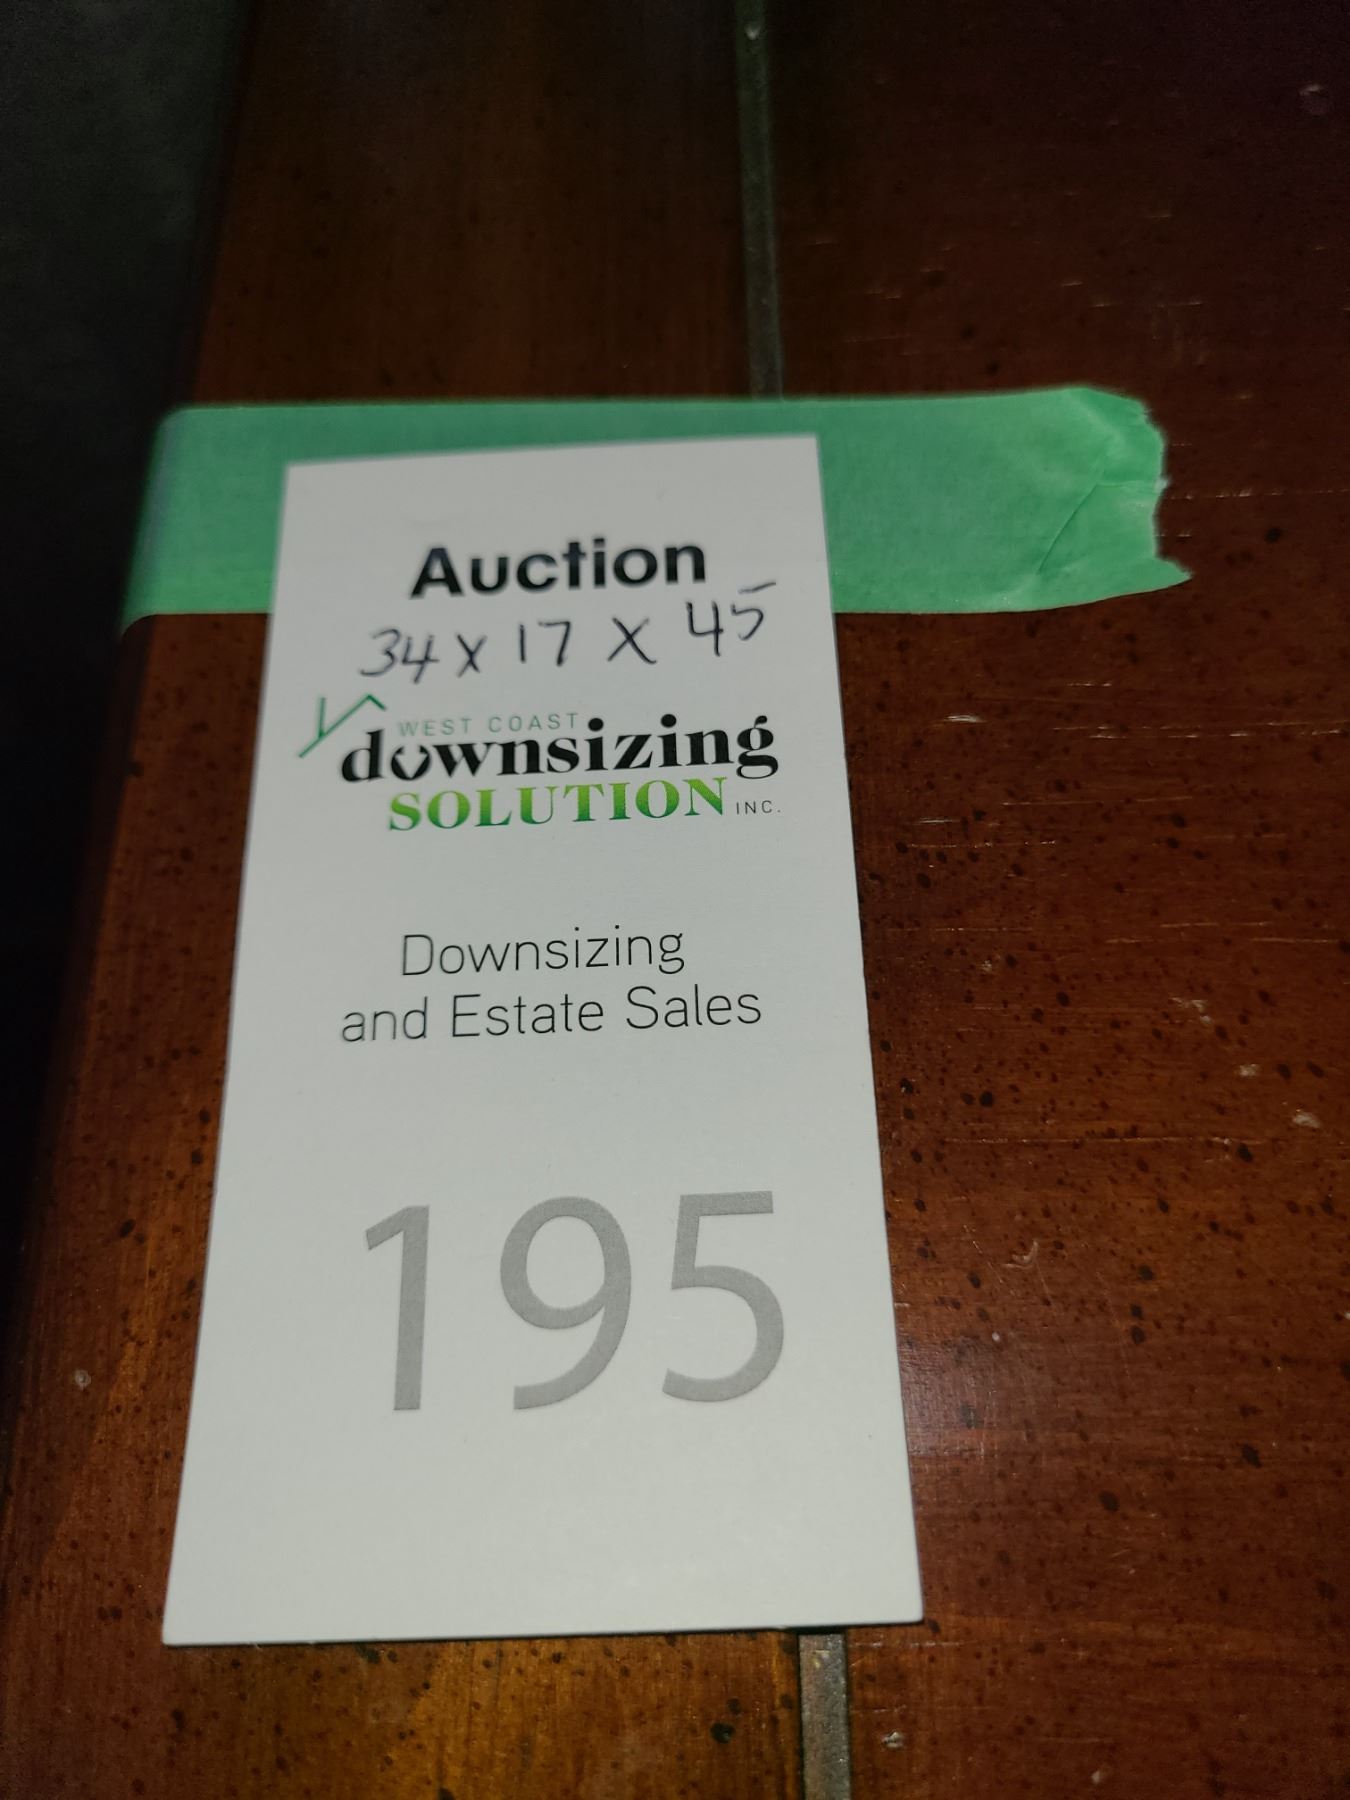 Auction
34 x 17 x 45
WEST COAST
downsizing
SOLUTION INC.
Downsizing
and Estate Sales
195